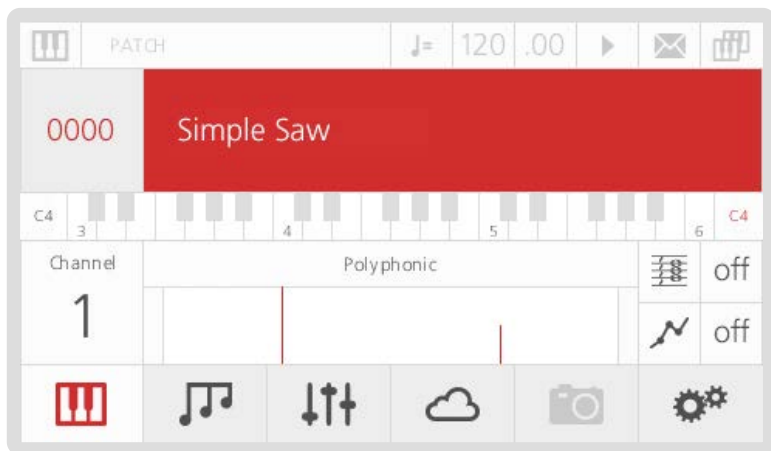 PATCH ♩= 120 .00
0000 Simple Saw
C4 3 4 5 6 C4
Channel Polyphonic off
1 off